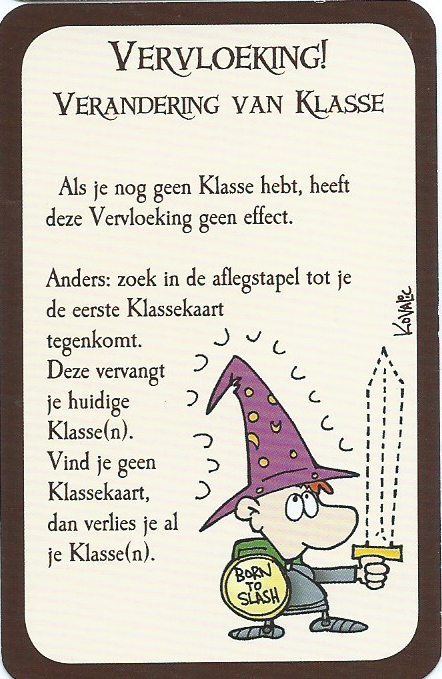 Vervloeking!
Verandering van Klasse
Als je nog geen Klasse hebt, heeft
deze Vervloeking geen effect.
Anders: zoek in de aflegstapel tot je
de eerste Klassekaart
tegenkomt.
Deze vervangt
je huidige
Klasse(n).
Vind je geen
Klassekaart,
dan verlies je al
je Klasse(n).
Kovalic
BORN
TO
SLASH